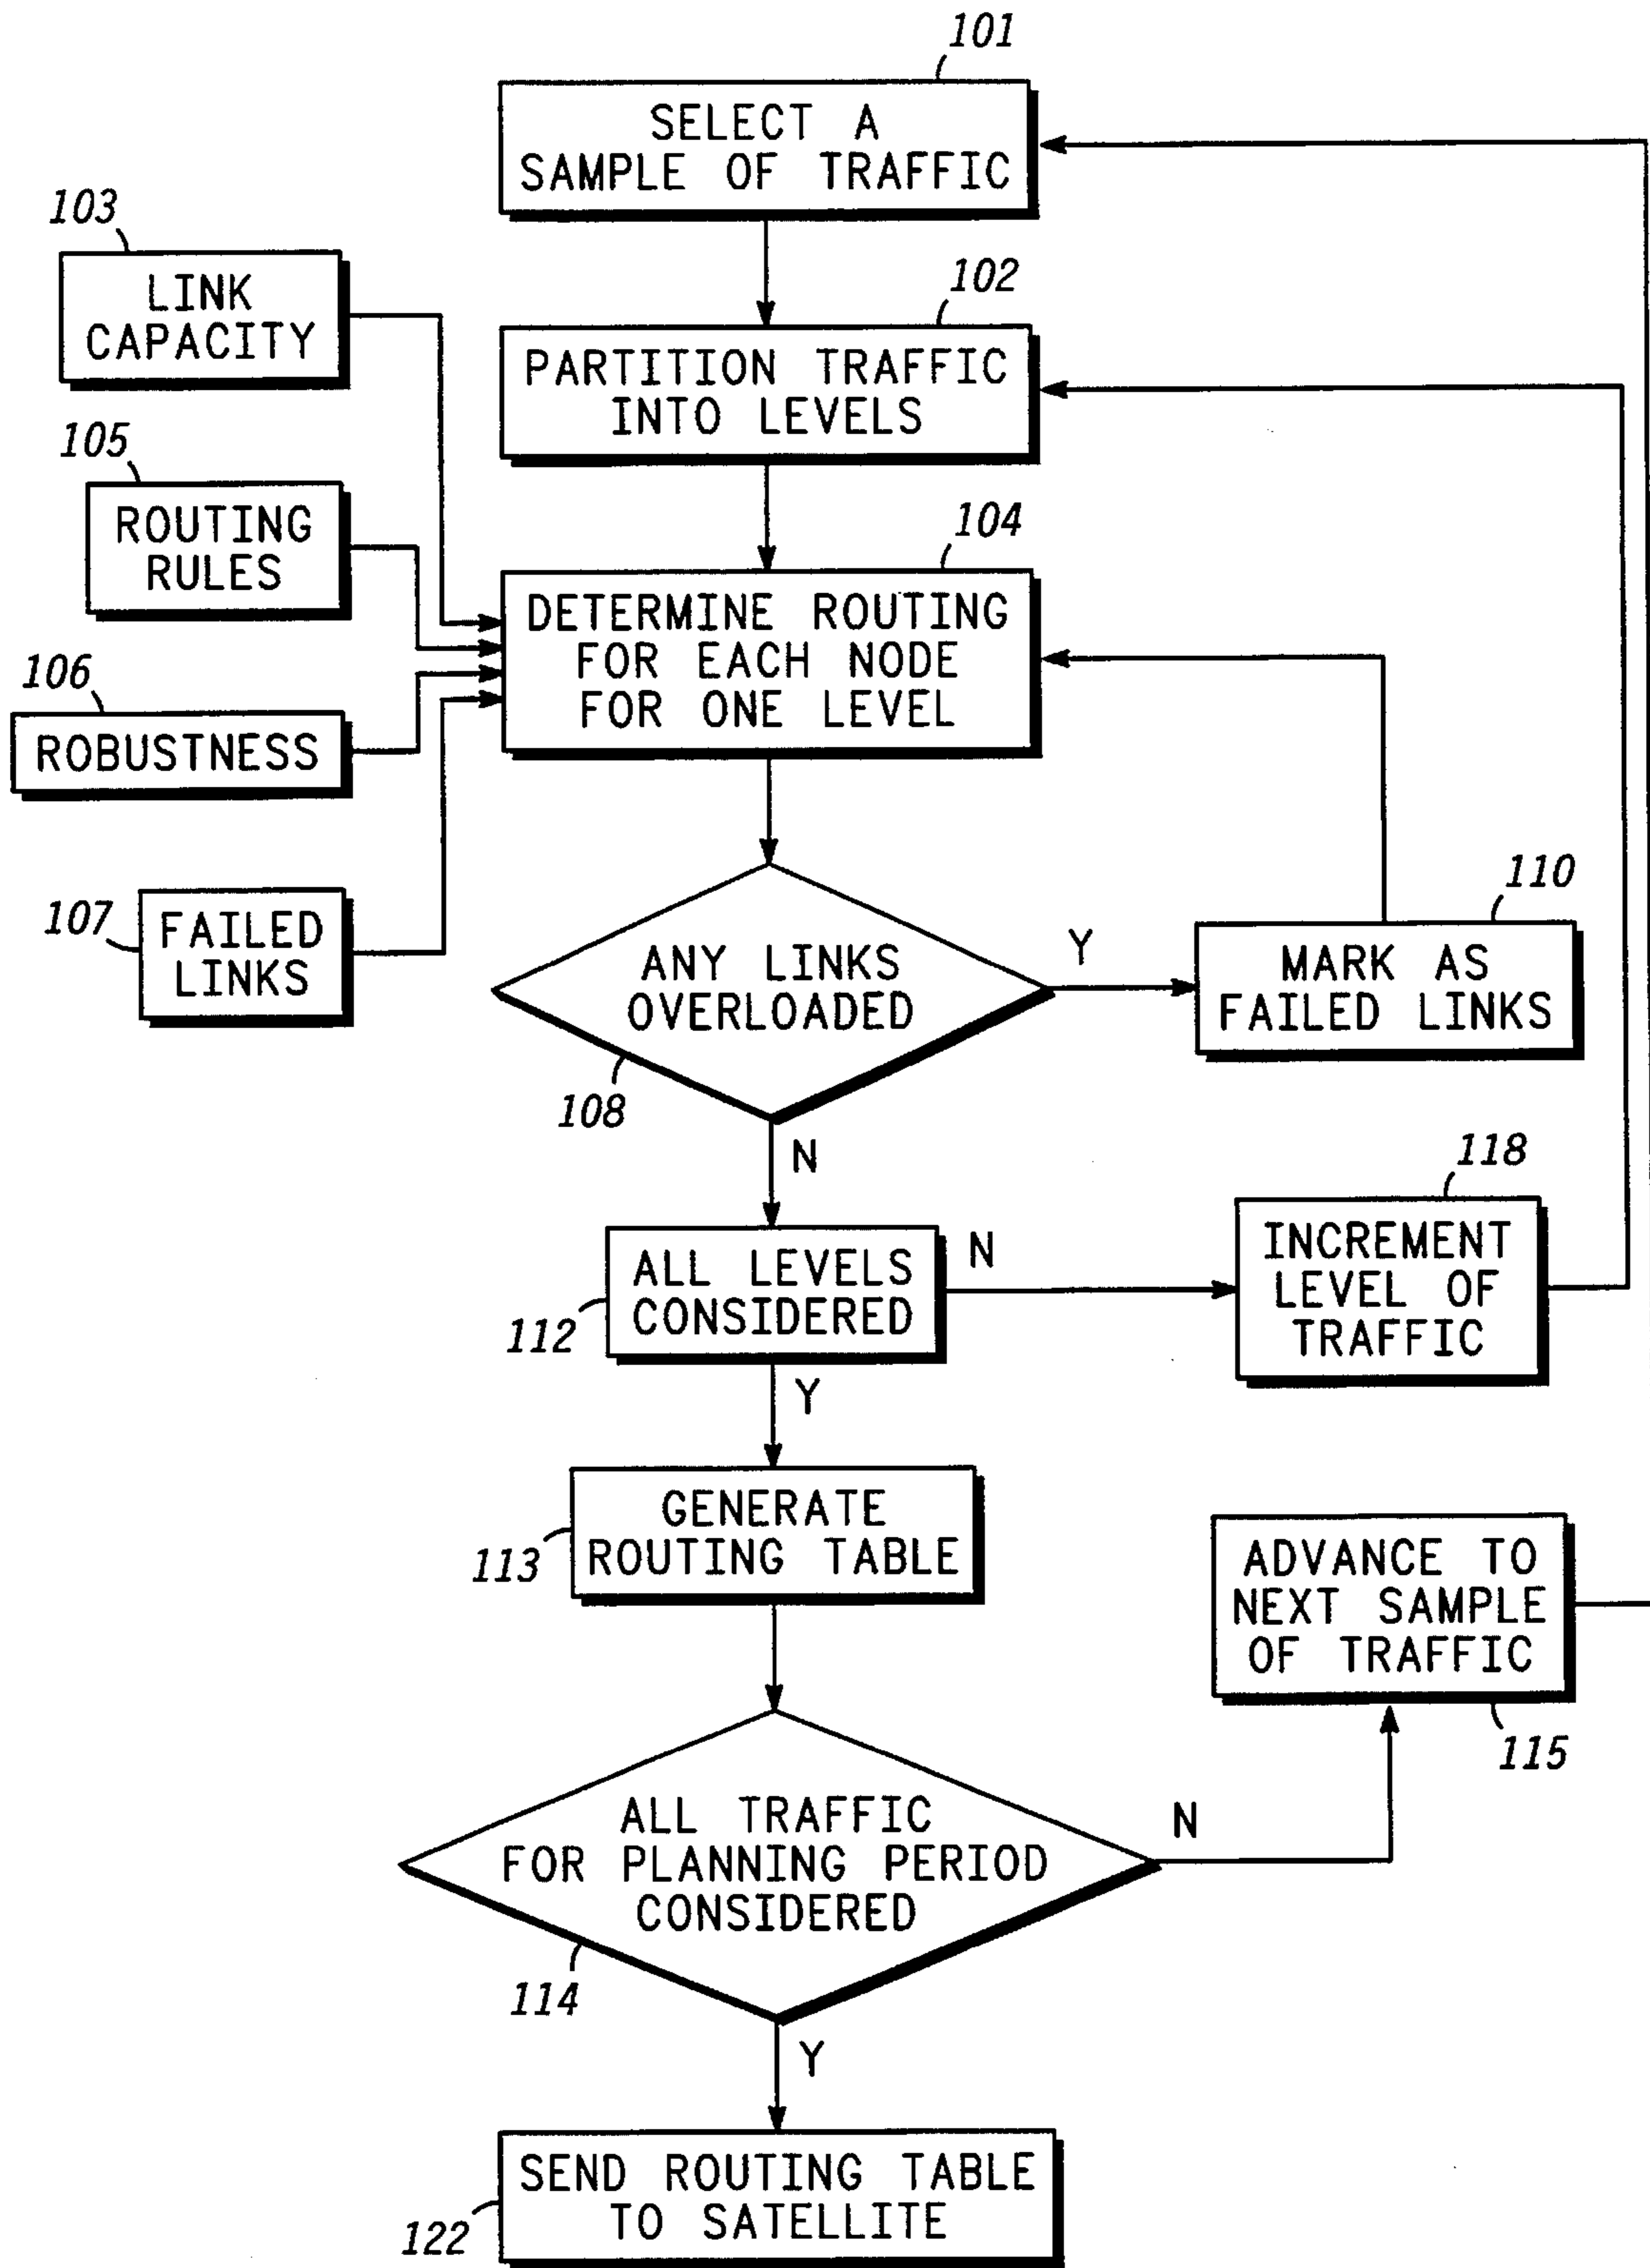 101
SELECT A
SAMPLE OF TRAFFIC
103
LINK
CAPACITY
102
PARTITION TRAFFIC
INTO LEVELS
105
ROUTING
RULES
104
DETERMINE ROUTING
FOR EACH NODE
FOR ONE LEVEL
106
ROBUSTNESS
107
FAILED
LINKS
ANY LINKS
OVERLOADED
108
Y
110
MARK AS
FAILED LINKS
N
ALL LEVELS
CONSIDERED
112
N
118
INCREMENT
LEVEL OF
TRAFFIC
Y
GENERATE
ROUTING TABLE
113
ADVANCE TO
NEXT SAMPLE
OF TRAFFIC
115
ALL TRAFFIC
FOR PLANNING PERIOD
CONSIDERED
114
N
Y
SEND ROUTING TABLE
TO SATELLITE
122